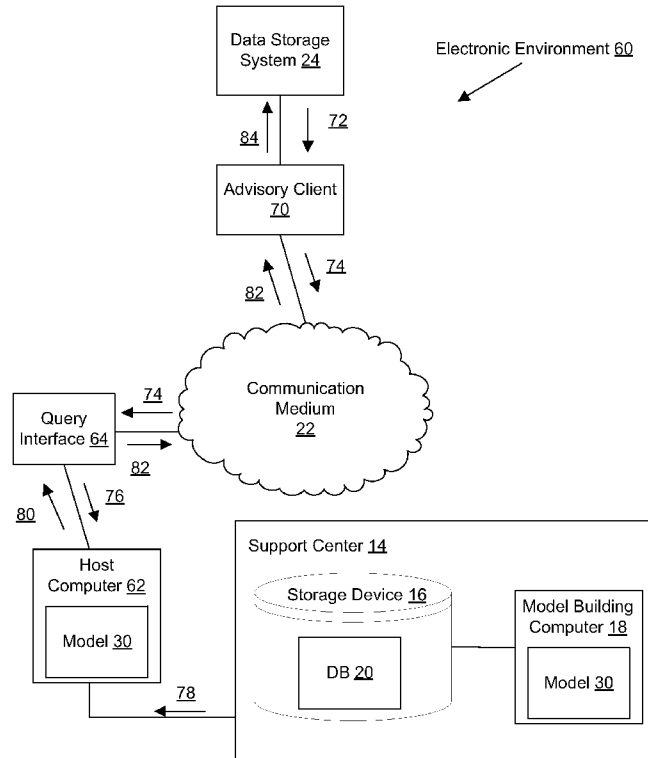 Data Storage
System 24
Electronic Environment 60
84
72
Advisory Client
70
82
74
Communication
Medium
22
74
Query
Interface 64
82
80
76
Host
Computer 62
Model 30
78
Support Center 14
Storage Device 16
DB 20
Model Building
Computer 18
Model 30